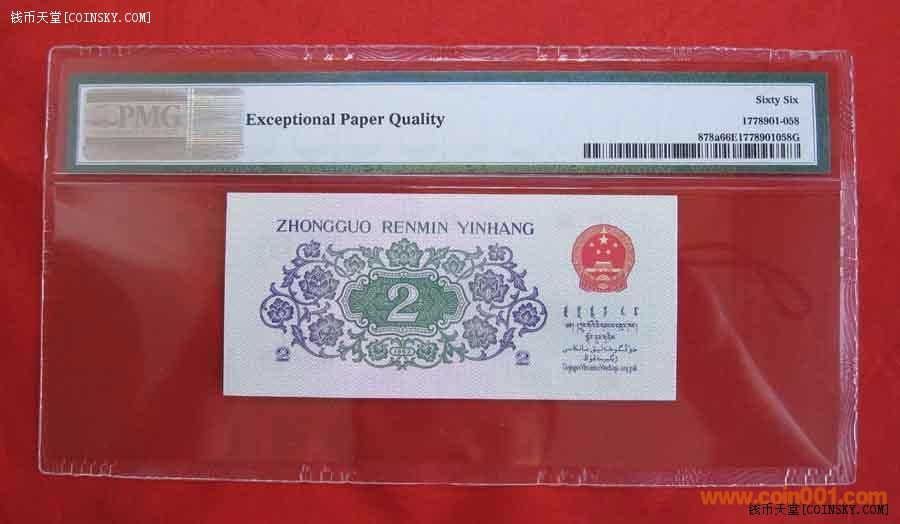 钱币天堂[COINSKY.COM]
PMG
Exceptional Paper Quality
Sixty Six
1778901-058
878a66E1778901058G
ZHONGGUO RENMIN YINHANG
2
1962
2 2
www.coin001.com
钱币天堂[COINSKY.COM]